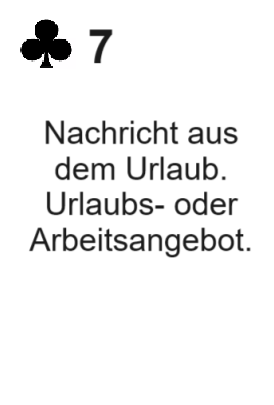 ♣ 7
Nachricht aus
dem Urlaub.
Urlaubs- oder
Arbeitsangebot.